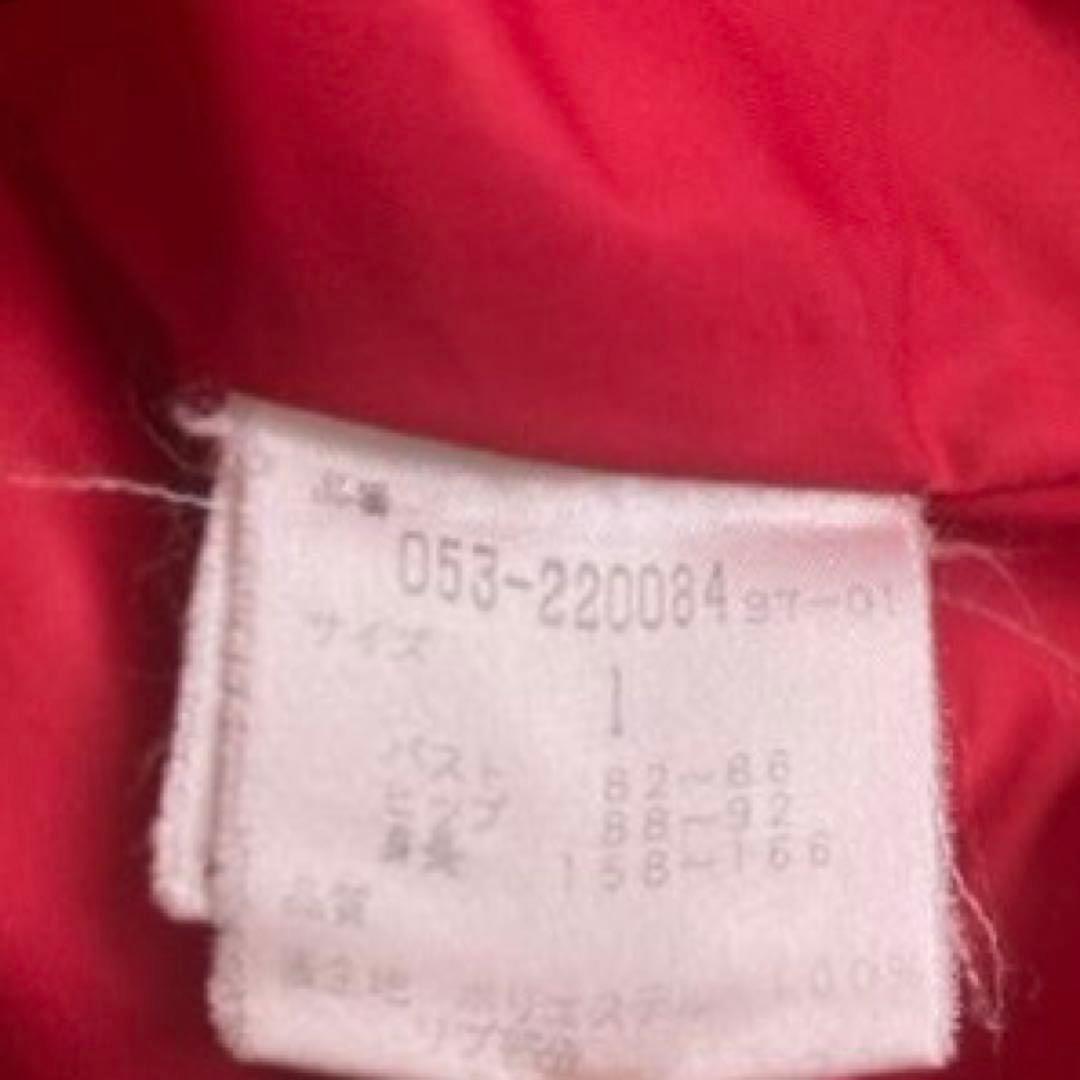 品番
053-220084 97-01
サイズ
1
バスト 82~86
ヒップ 88~92
身長 158~166
品質
表生地 ポリエステル 100%